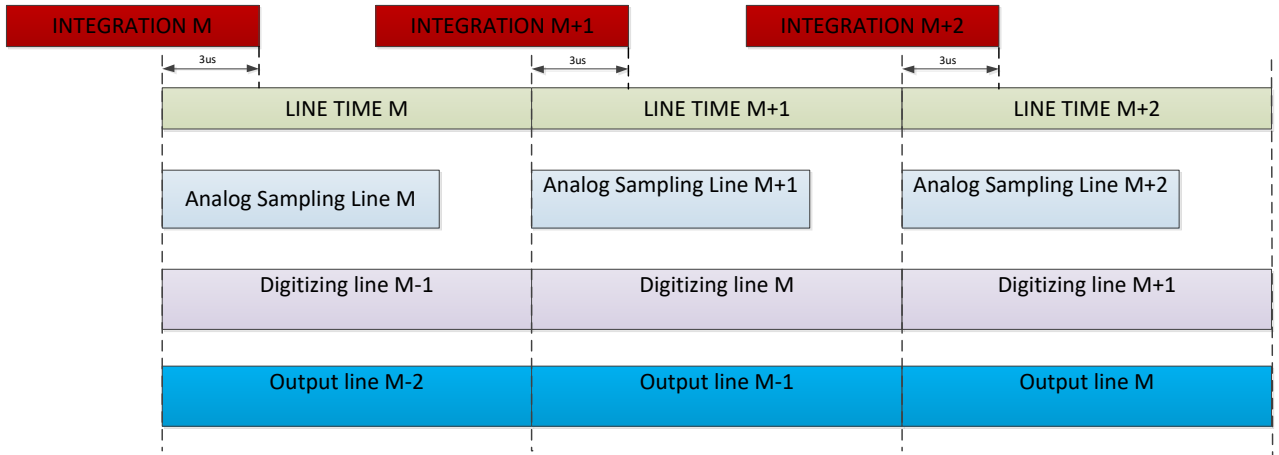 INTEGRATION M INTEGRATION M+1 INTEGRATION M+2
3us 3us 3us
LINE TIME M LINE TIME M+1 LINE TIME M+2
Analog Sampling Line M Analog Sampling Line M+1 Analog Sampling Line M+2
Digitizing line M-1 Digitizing line M Digitizing line M+1
Output line M-2 Output line M-1 Output line M